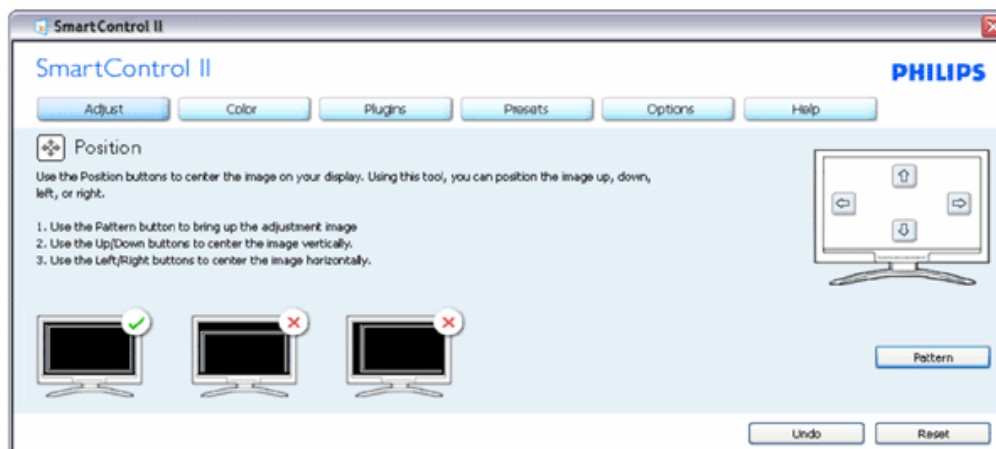 SmartControl II
SmartControl II
PHILIPS
Adjust Color Plugins Presets Options Help
Position
Use the Position buttons to center the image on your display. Using this tool, you can position the image up, down,
left, or right.
1. Use the Pattern button to bring up the adjustment image
2. Use the Up/Down buttons to center the image vertically.
3. Use the Left/Right buttons to center the image horizontally.
Pattern
Undo Reset